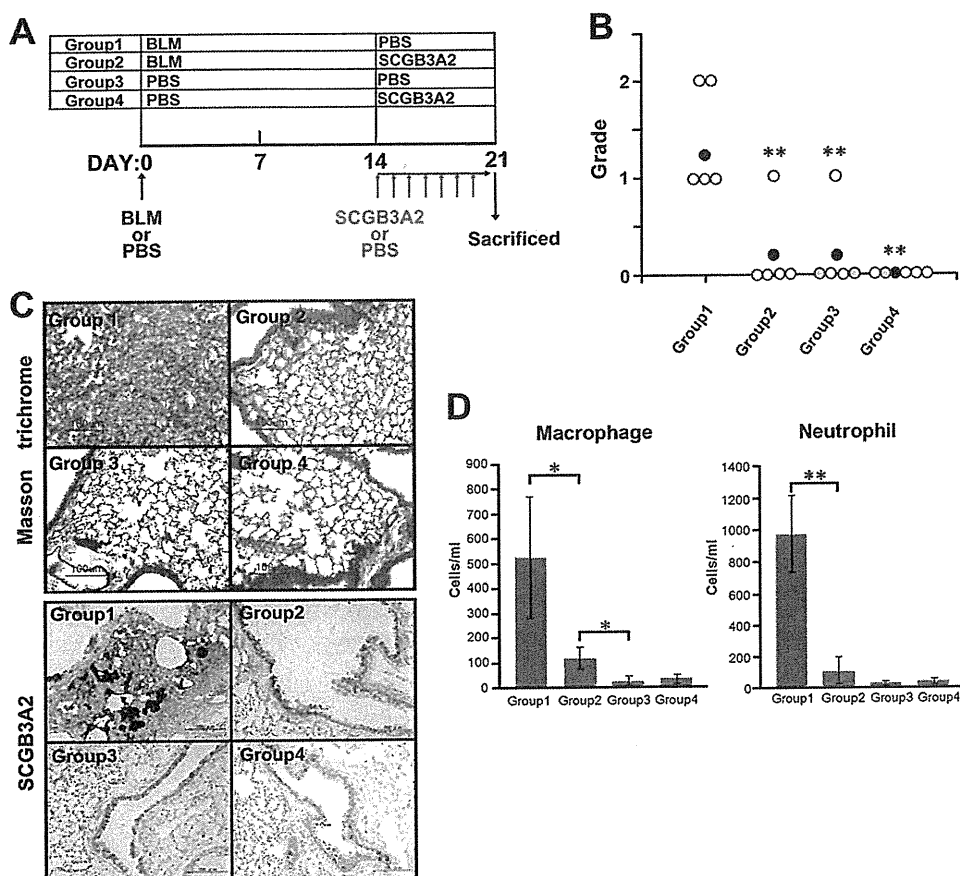 A
Group1 BLM PBS
Group2 BLM SCGB3A2
Group3 PBS PBS
Group4 PBS SCGB3A2
DAY:0 7 14 21
BLM
or
PBS
SCGB3A2
or
PBS
Sacrificed
B
Grade
2
1
0
**
**
**
Group1
Group2
Group3
Group4
C
Masson trichrome
Group 1
Group 2
Group 3
Group 4
100um
SCGB3A2
Group1
Group2
Group3
Group4
D
Macrophage
Cells/ml
900
800
700
600
500
400
300
200
100
0
*
*
Group1 Group2 Group3 Group4
Neutrophil
Cells/ml
1400
1200
1000
800
600
400
200
0
**
Group1 Group2 Group3 Group4